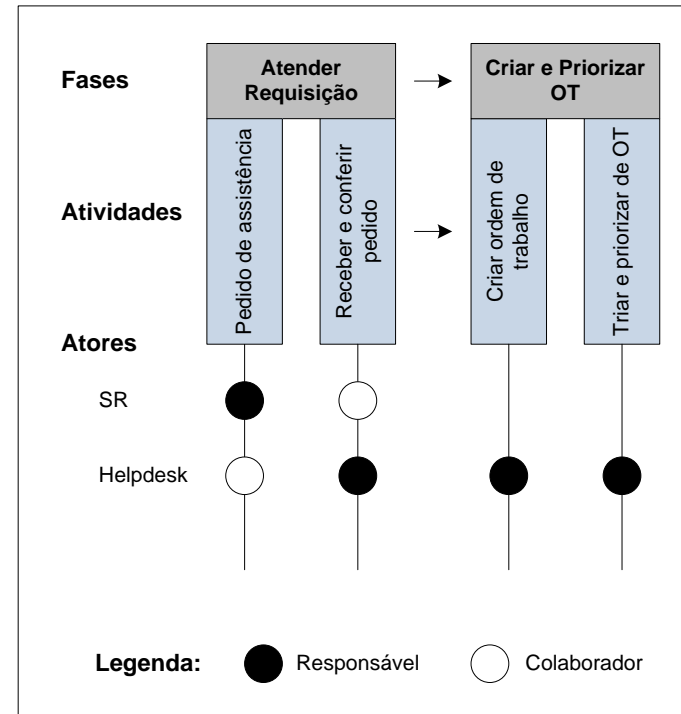 Fases
Atender
Requisição
Criar e Priorizar
OT
Atividades
Pedido de assistência
Receber e conferir
pedido
Criar ordem de
trabalho
Triar e priorizar de OT
Atores
SR
Helpdesk
Legenda:
Responsável
Colaborador